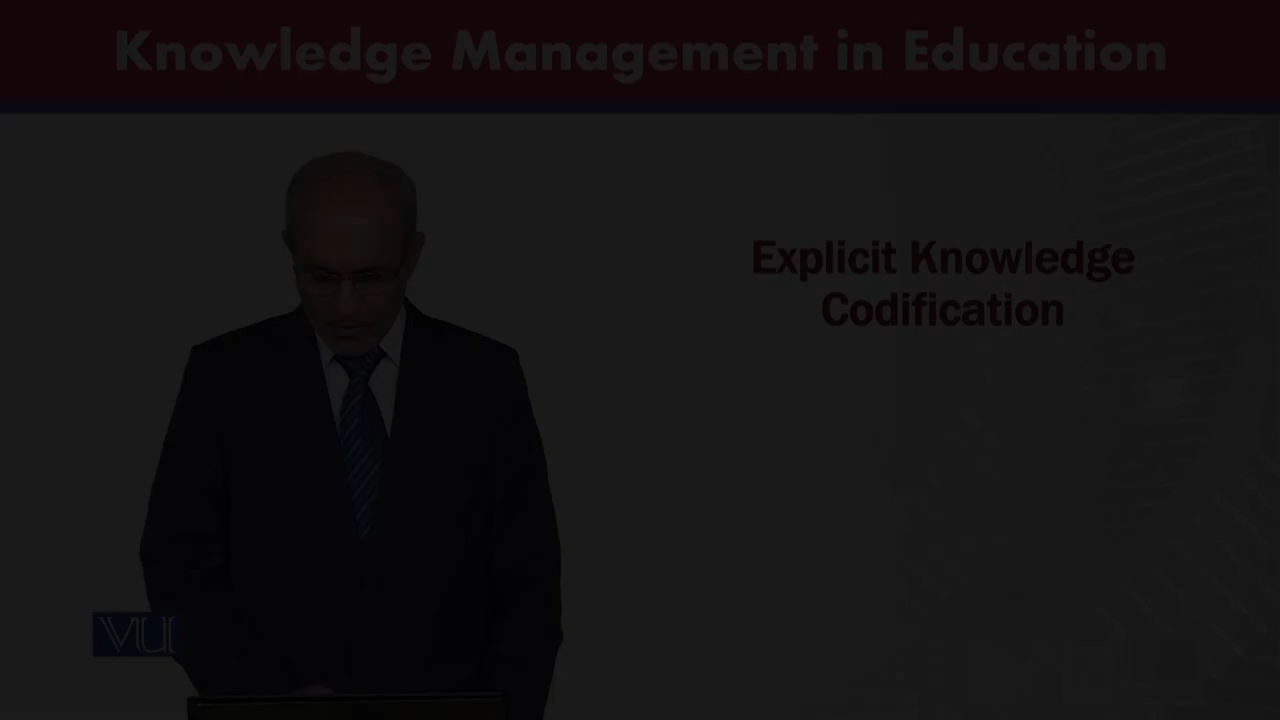 Knowledge Management in Education
Explicit Knowledge
Codification
VU